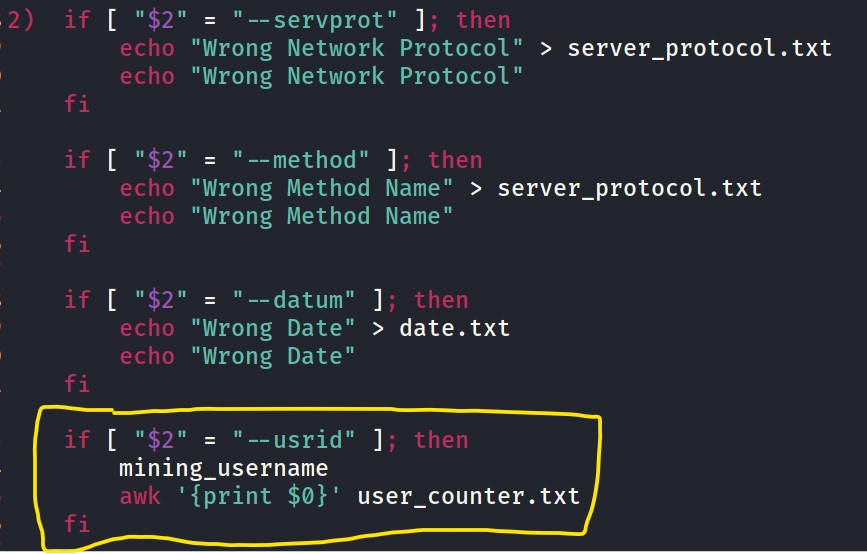 2) if [ "$2" = "--servprot" ]; then
echo "Wrong Network Protocol" > server_protocol.txt
echo "Wrong Network Protocol"
fi
if [ "$2" = "--method" ]; then
echo "Wrong Method Name" > server_protocol.txt
echo "Wrong Method Name"
fi
if [ "$2" = "--datum" ]; then
echo "Wrong Date" > date.txt
echo "Wrong Date"
fi
if [ "$2" = "--usrid" ]; then
mining_username
awk '{print $0}' user_counter.txt
fi